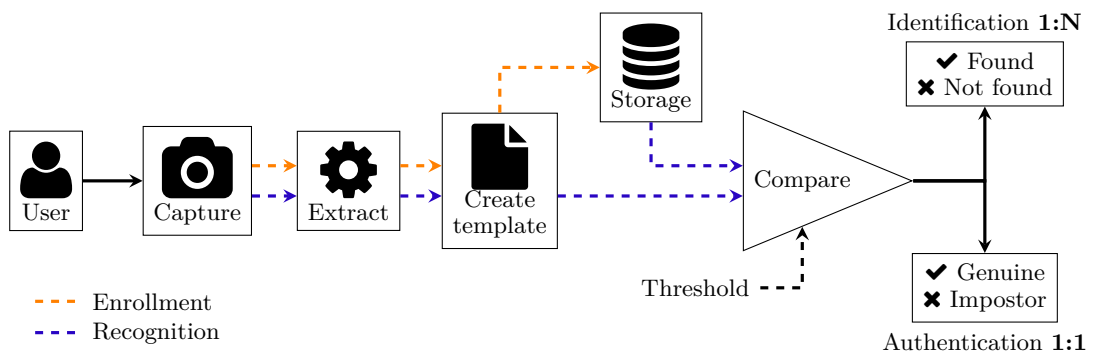 Identification 1:N
Found
Not found
Storage
User
Capture
Extract
Create
template
Compare
Threshold
Genuine
Impostor
Authentication 1:1
Enrollment
Recognition